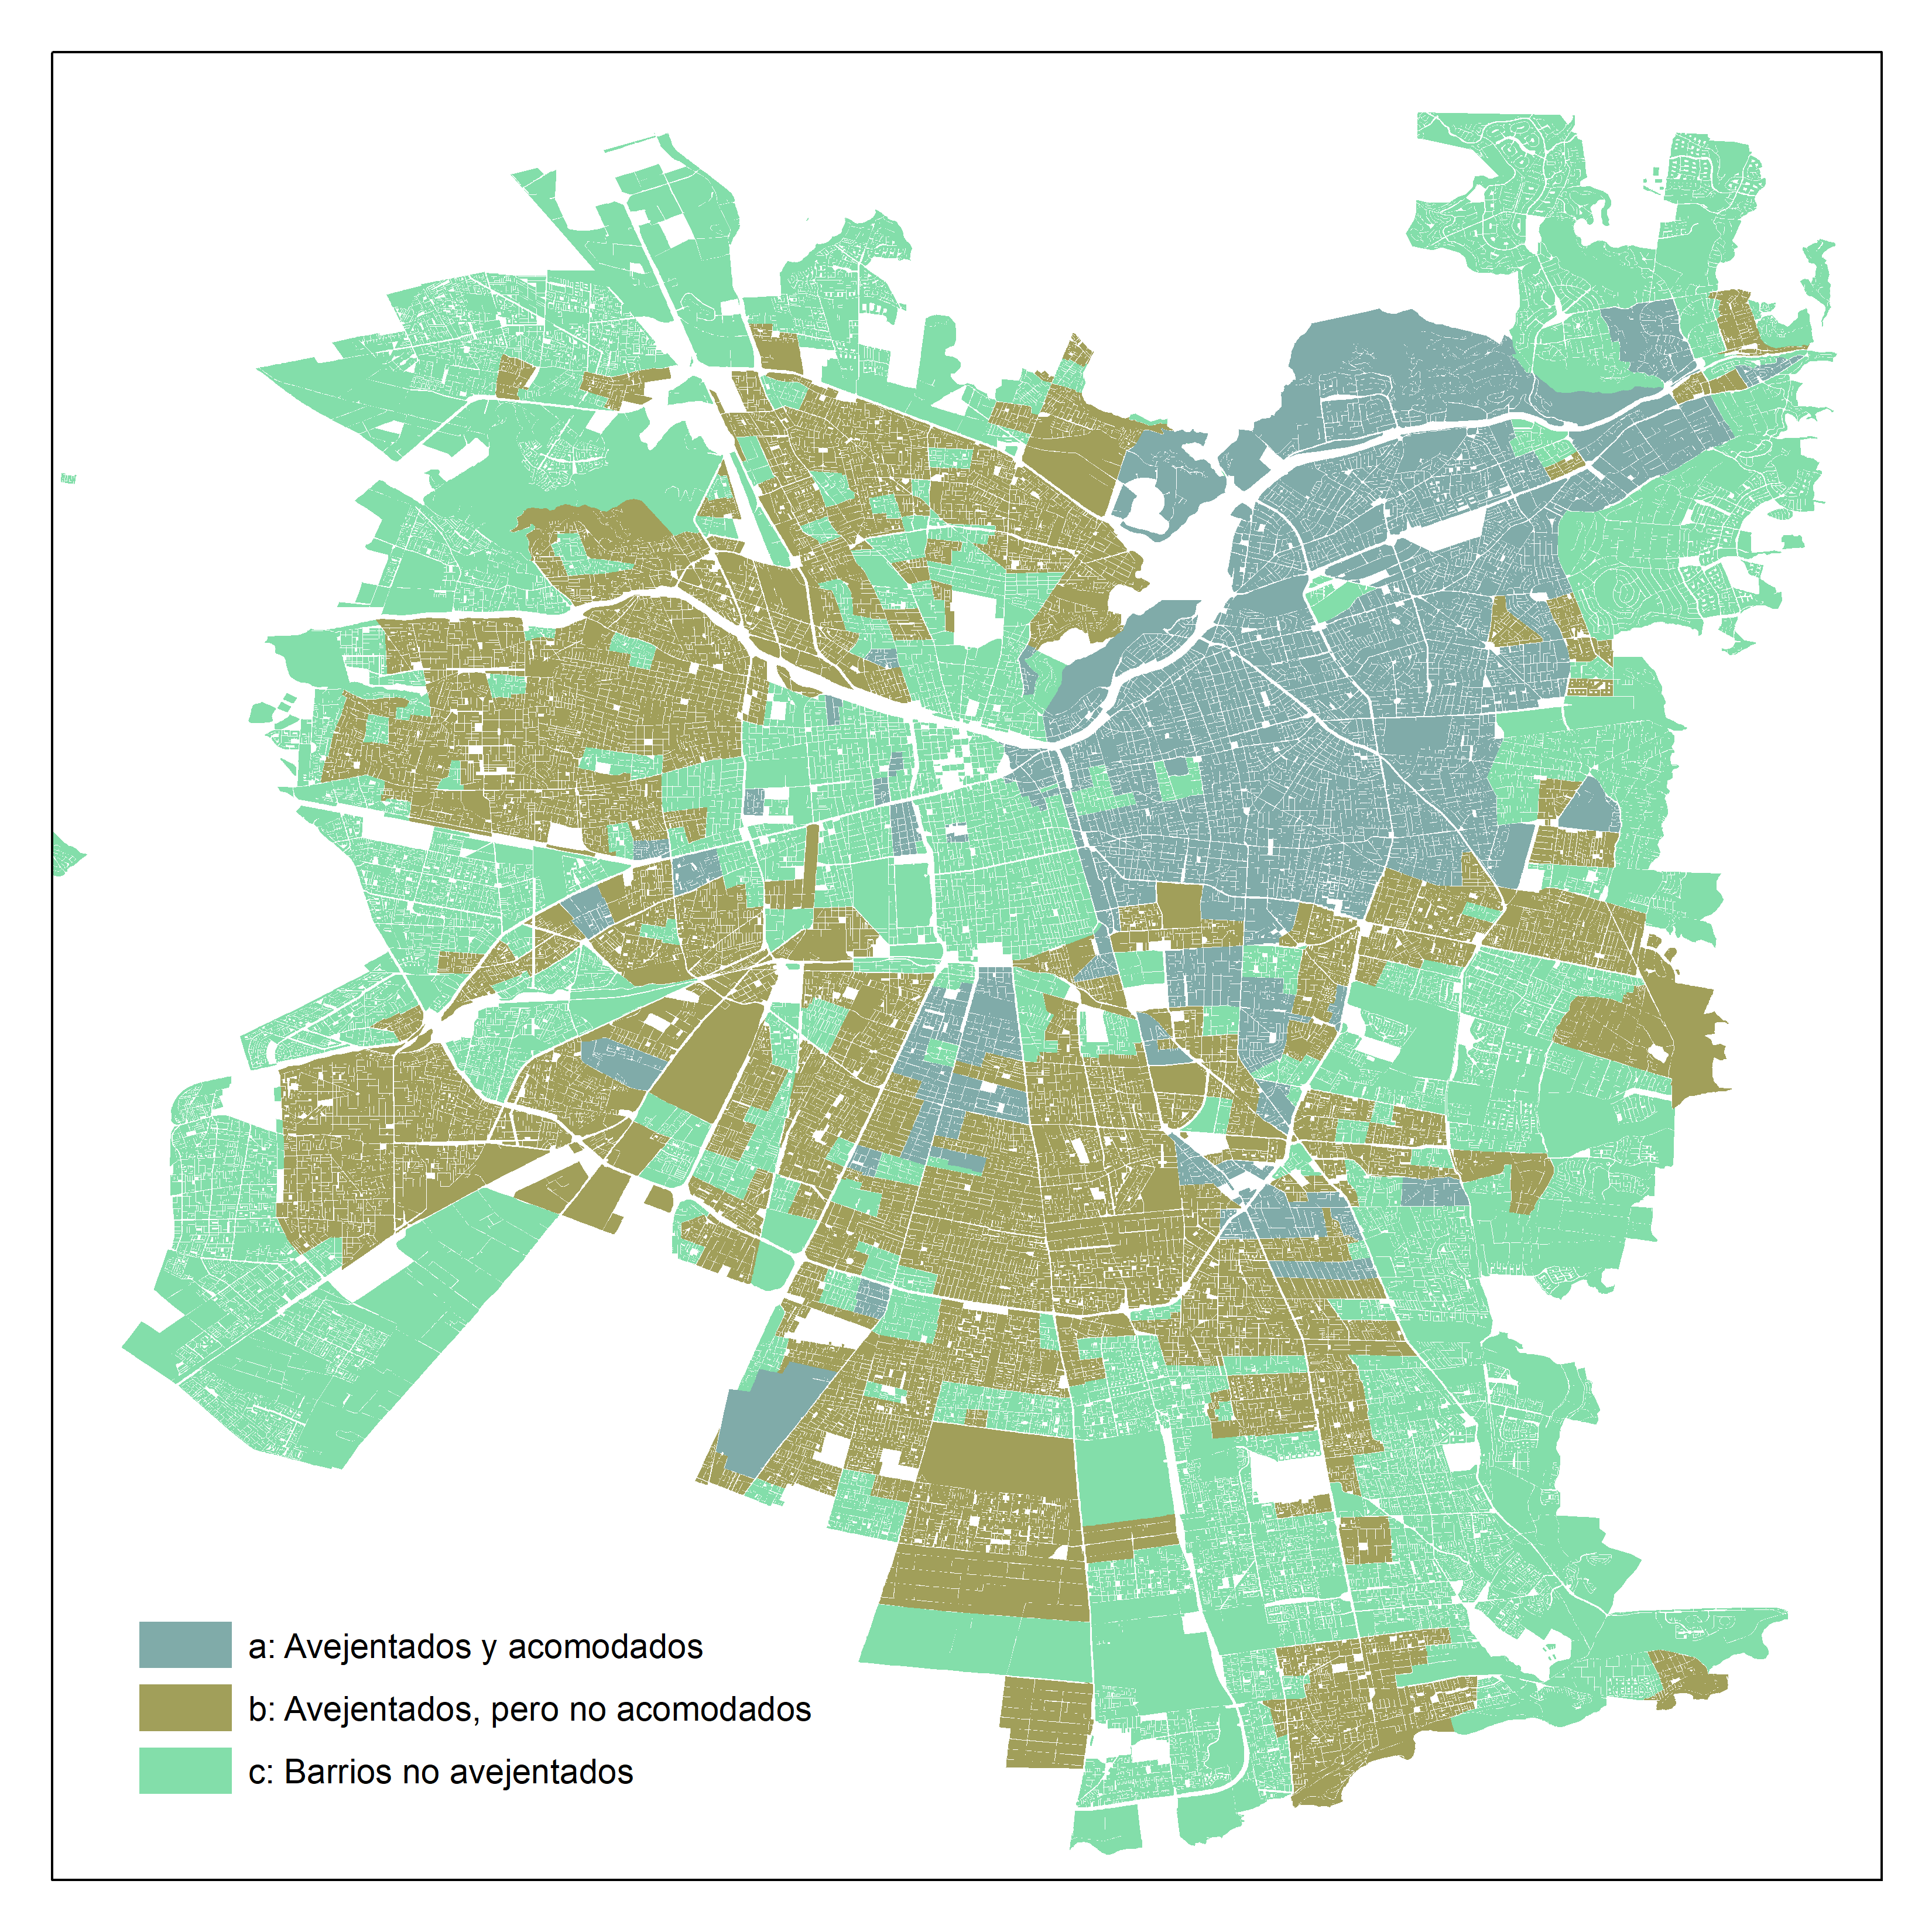 a: Avejentados y acomodados
b: Avejentados, pero no acomodados
c: Barrios no avejentados